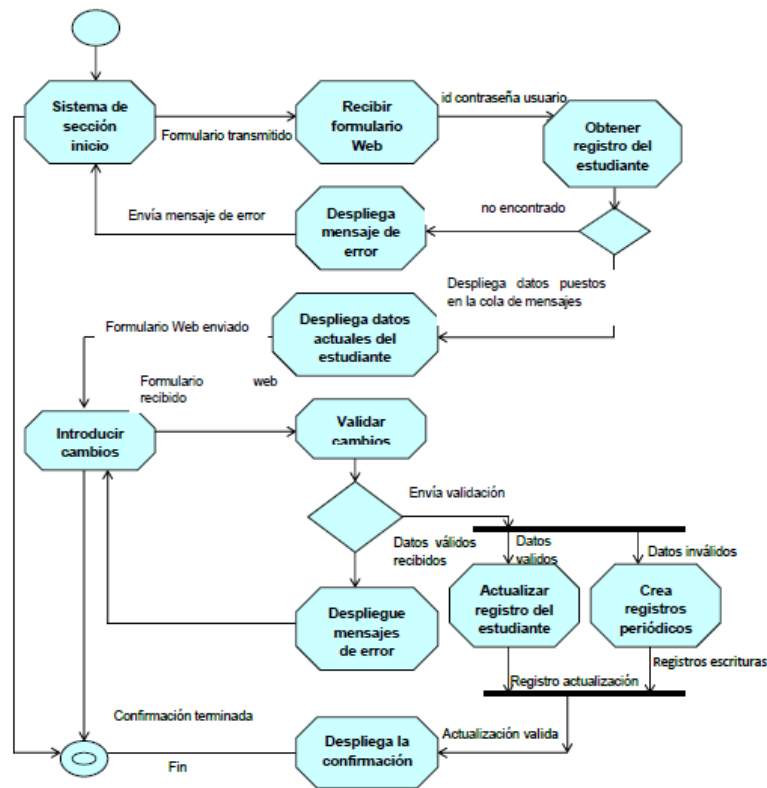 Sistema de
sección
inicio
Formulario transmitido
Recibir
formulario
Web
id contraseña usuario
Obtener
registro del
estudiante
Envía mensaje de error
Despliega
mensaje de
error
no encontrado
Despliega datos puestos
en la cola de mensajes
Formulario Web enviado
Despliega datos
actuales del
estudiante
Formulario web
recibido
Introducir
cambios
Validar
cambios
Envía validación
Datos válidos
recibidos
Datos
validos
Datos inválidos
Despliegue
mensajes
de error
Actualizar
registro del
estudiante
Crea
registros
periódicos
Registros escrituras
Registro actualización
Confirmación terminada
Despliega la
confirmación
Actualización valida
Fin